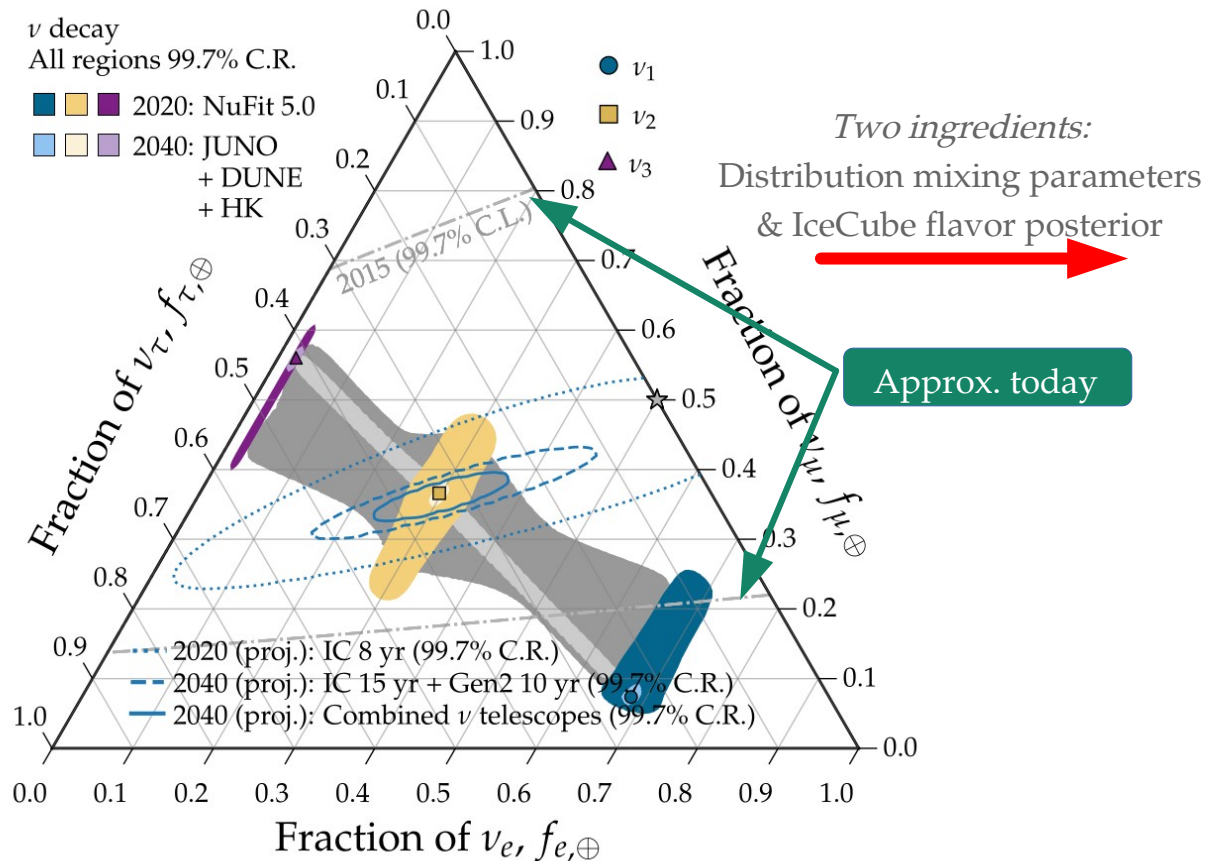 ν decay
All regions 99.7% C.R.
2020: NuFit 5.0
2040: JUNO
+ DUNE
+ HK
ν1
ν2
ν3
Two ingredients:
Distribution mixing parameters
& IceCube flavor posterior
Approx. today
2015 (99.7% C.L.)
Fraction of ντ, fτ,⊕
0.0
0.1
0.2
0.3
0.4
0.5
0.6
0.7
0.8
0.9
1.0
Fraction of νμ, fμ,⊕
1.0
0.9
0.8
0.7
0.6
0.5
0.4
0.3
0.2
0.1
0.0
2020 (proj.): IC 8 yr (99.7% C.R.)
2040 (proj.): IC 15 yr + Gen2 10 yr (99.7% C.R.)
2040 (proj.): Combined ν telescopes (99.7% C.R.)
0.0 0.1 0.2 0.3 0.4 0.5 0.6 0.7 0.8 0.9 1.0
Fraction of νe, fe,⊕